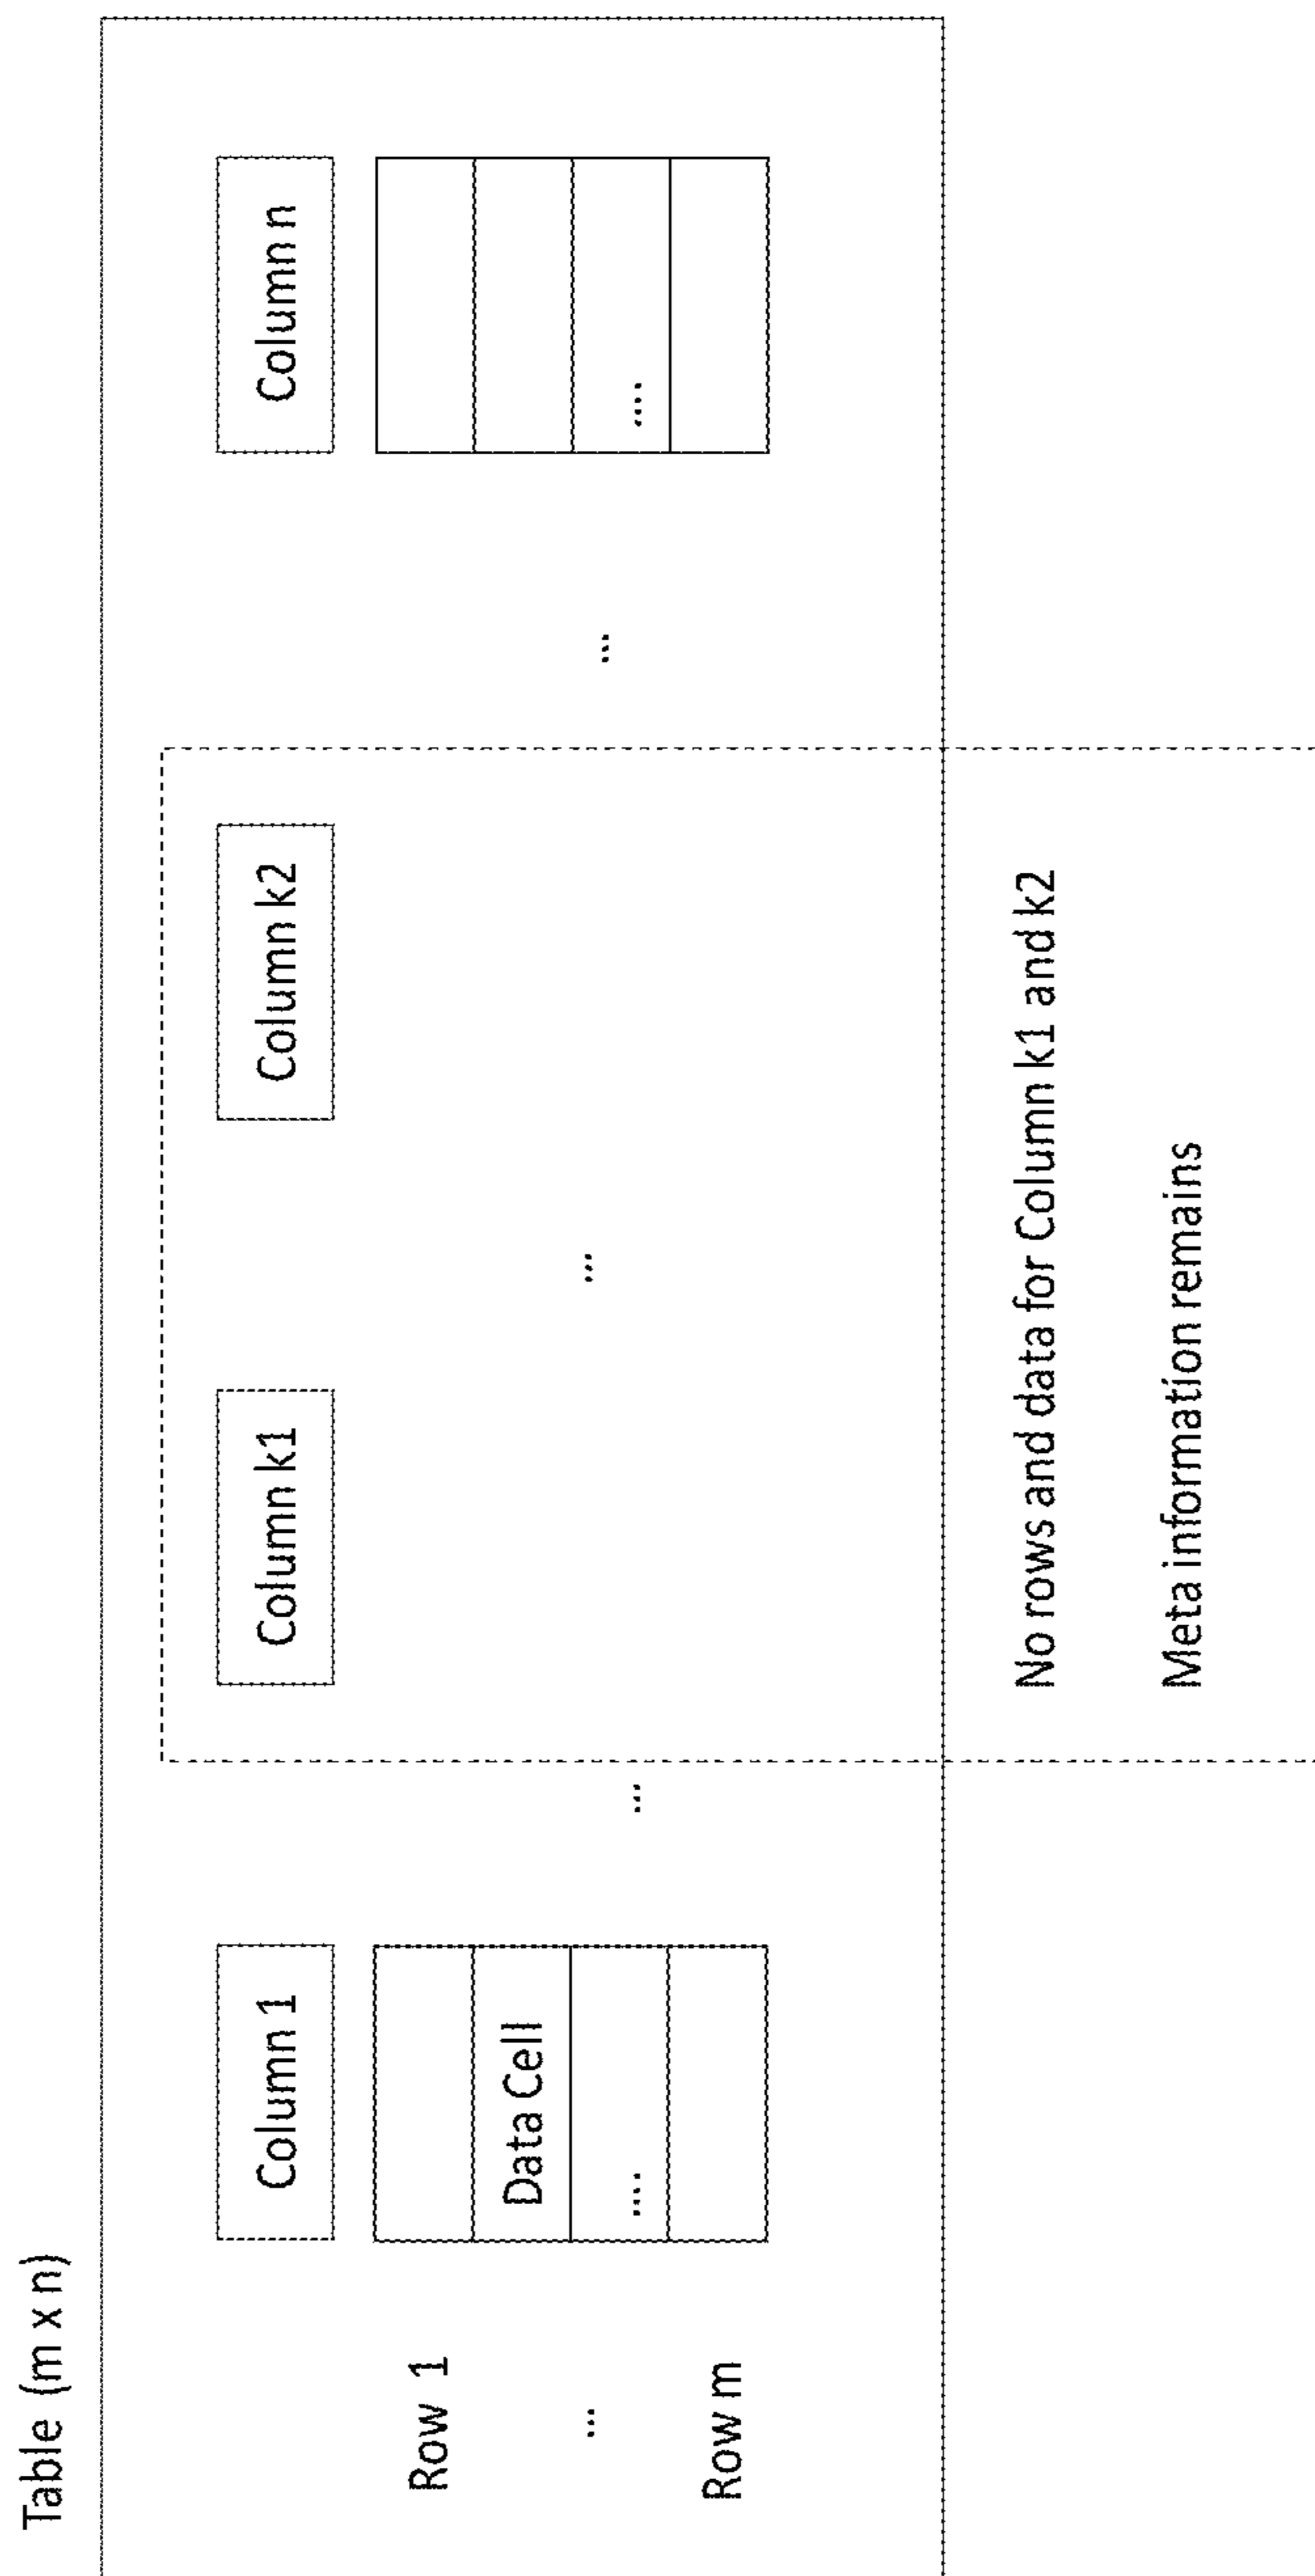 Table (m x n)
Column 1
Column k1
Column k2
Column n
Row 1
Data Cell
...
...
...
...
....
....
Row m
No rows and data for Column k1 and k2
Meta information remains